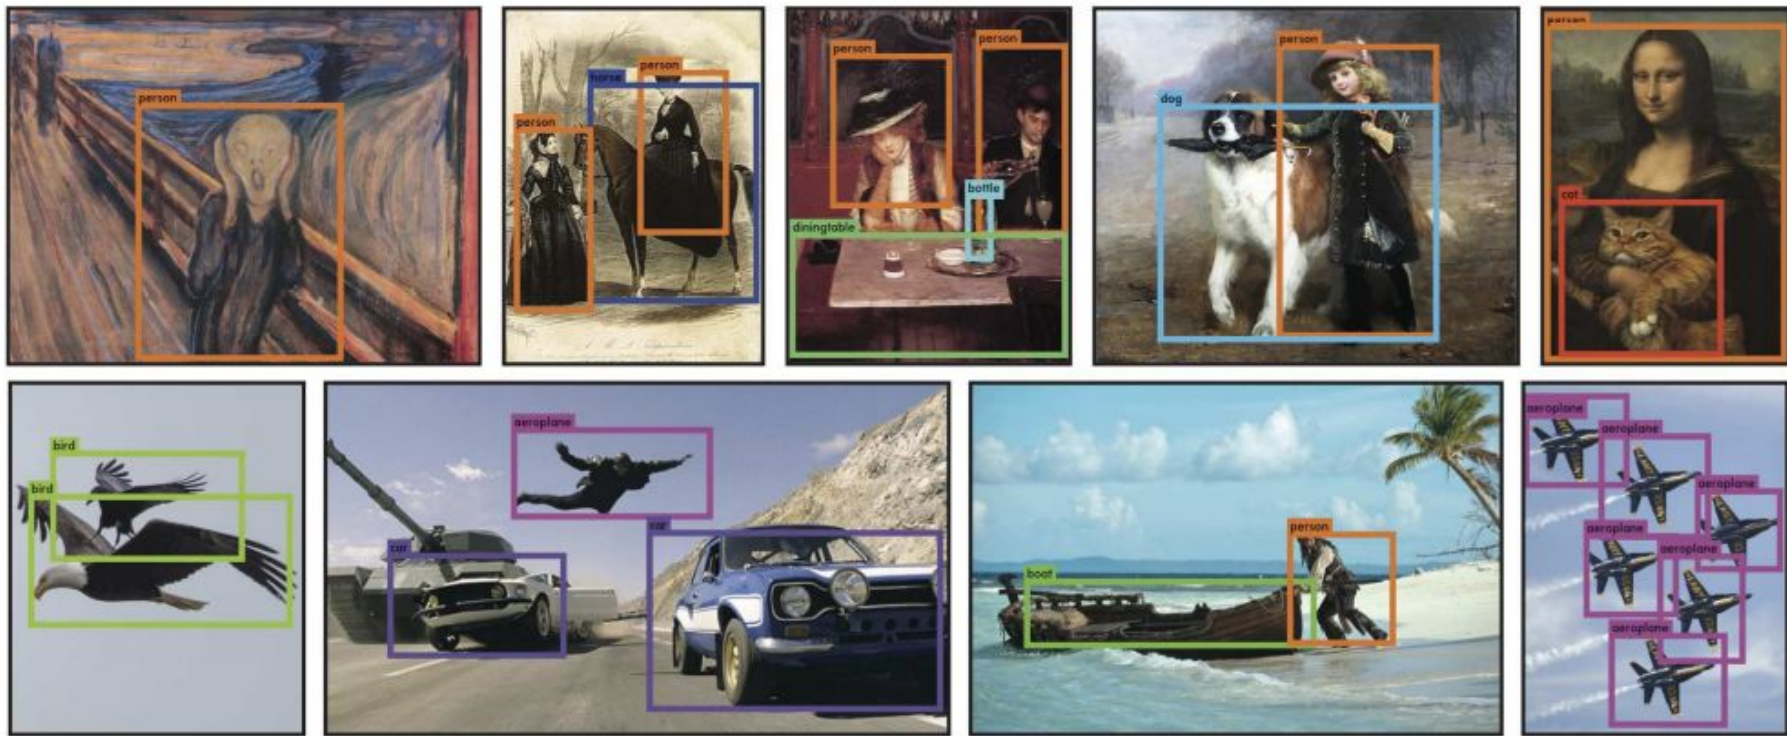 person
person
horse
person
person
person
bottle
diningtable
person
dog
person
cat
bird
bird
aeroplane
car
car
person
boat
aeroplane
aeroplane
aeroplane
aeroplane
aeroplane
aeroplane